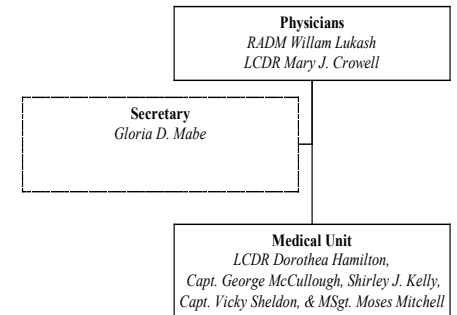 Physicians
RADM Willam Lukash
LCDR Mary J. Crowell
Secretary
Gloria D. Mabe
Medical Unit
LCDR Dorothea Hamilton,
Capt. George McCullough, Shirley J. Kelly,
Capt. Vicky Sheldon, & MSgt. Moses Mitchell